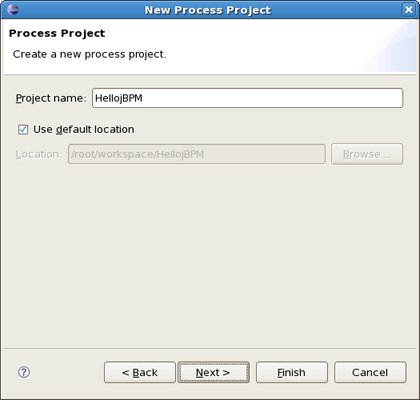 New Process Project
Process Project
Create a new process project.
Project name: HellojBPM
Use default location
Location: /root/workspace/HellojBPM Browse...
< Back Next > Finish Cancel